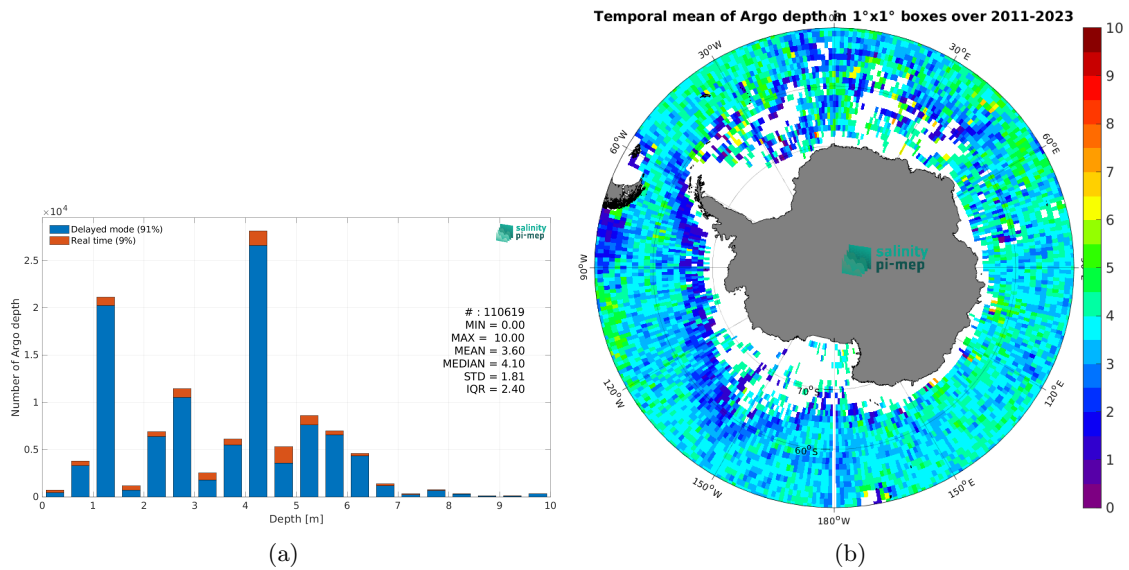 ×10⁴
2.5
2
1.5
1
0.5
0
Number of Argo depth
Delayed mode (91%)
Real time (9%)
salinity
pi-mep
# : 110619
MIN = 0.00
MAX = 10.00
MEAN = 3.60
MEDIAN = 4.10
STD = 1.81
IQR = 2.40
0 1 2 3 4 5 6 7 8 9 10
Depth [m]
(a)
Temporal mean of Argo depth in 1°x1° boxes over 2011-2023
30°W
30°E
60°W
60°E
90°W
120°W
120°E
150°W
150°E
180°W
70°S
60°S
salinity
pi-mep
10
9
8
7
6
5
4
3
2
1
0
(b)